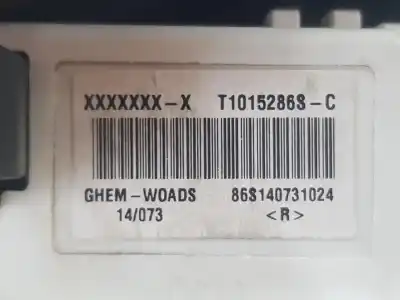 XXXXXXX-X T1015286S-C
GHEM-WOADS 86S140731024
14/073 <R>